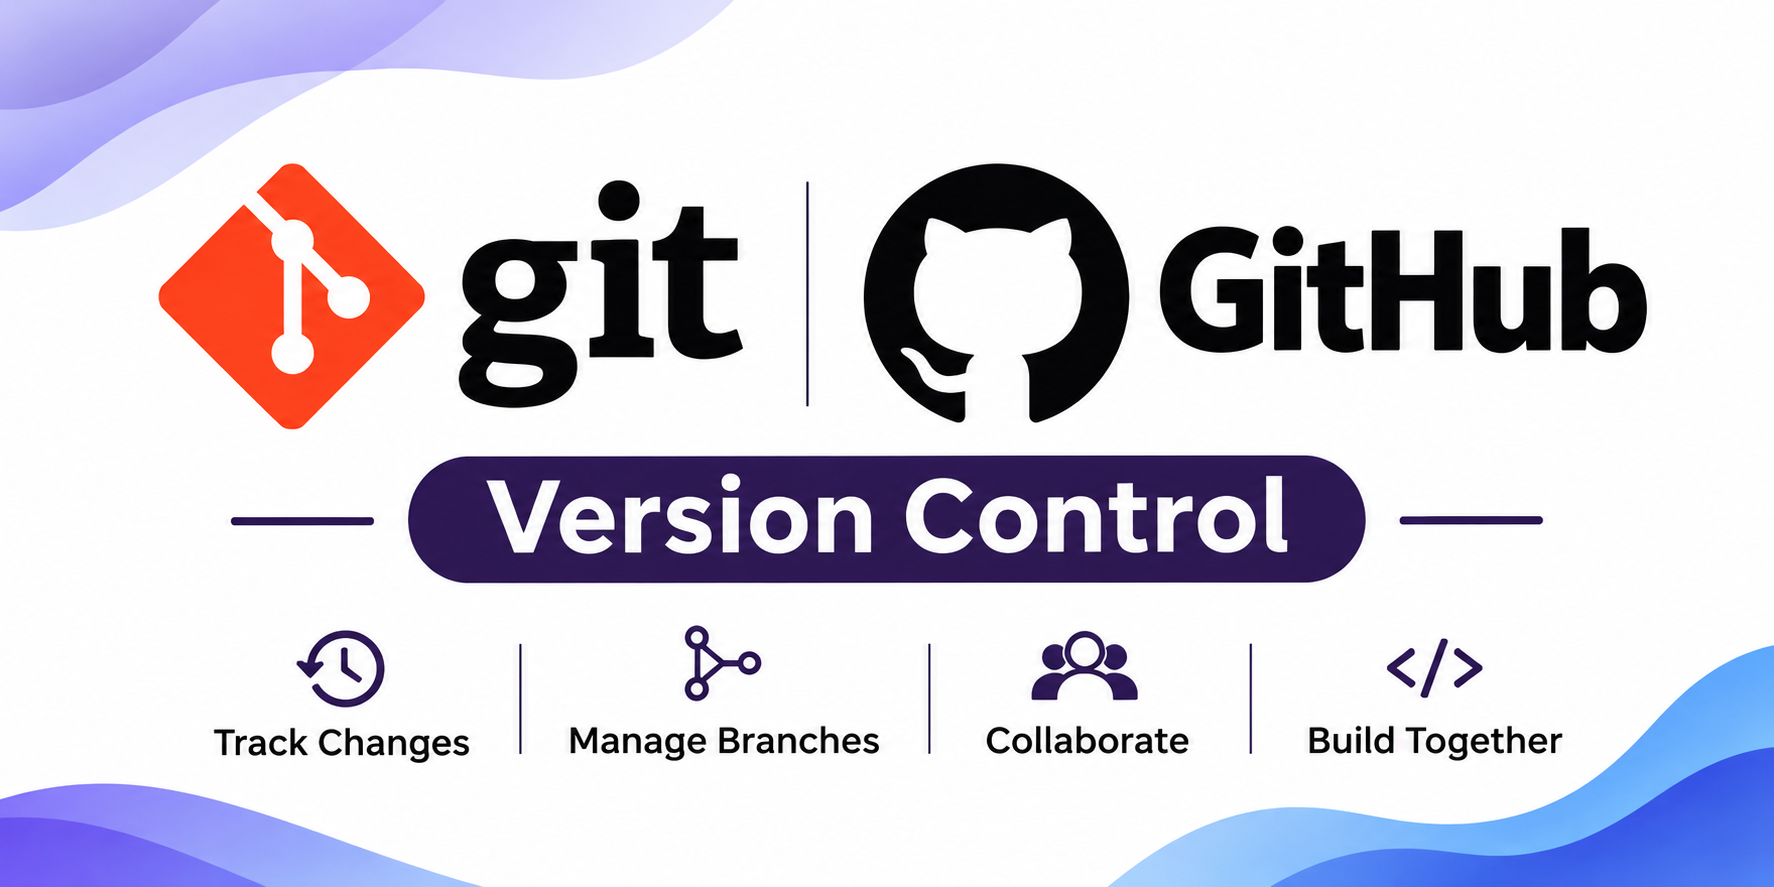 git
GitHub
Version Control
Track Changes
Manage Branches
Collaborate
</>
Build Together